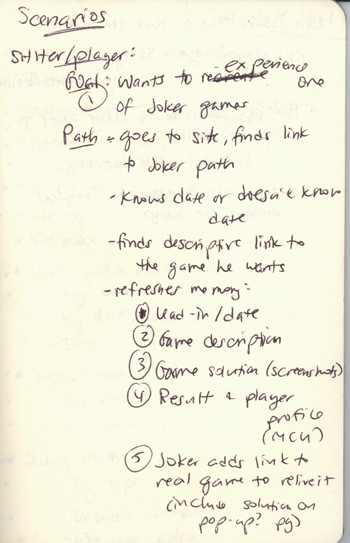 Scenarios
SHHer/player:
Goal: Wants to experience one
① of Joker games
Path - goes to site, finds link
to Joker path
- knows date or doesn't know
date
- finds descriptive link to
the game he wants
- refreshes memory:
① Lead-in/date
② Game description
③ Game solution (screenshots)
④ Result & player
profile
(MCU)
⑤ Joker adds link to
real game to relive it
(include solution on
pop-up? pg)